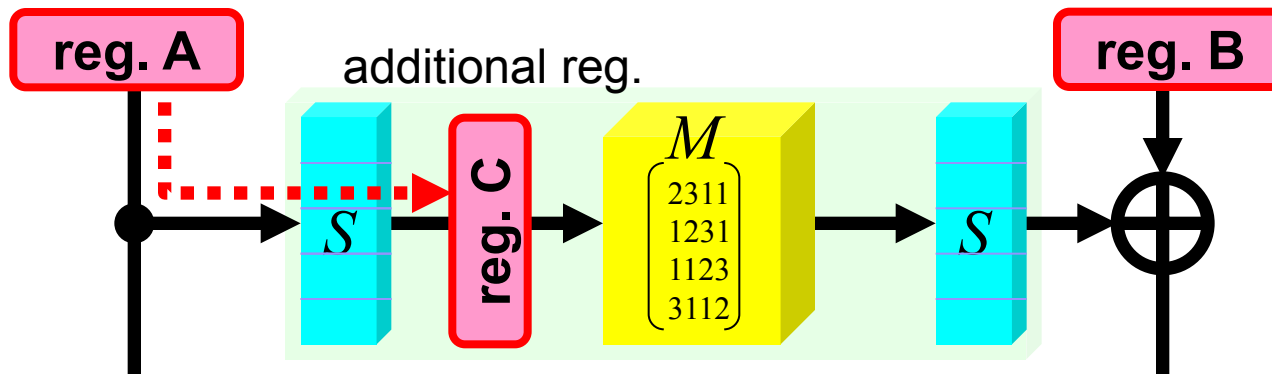 reg. A
reg. B
additional reg.
S
reg. C
M
2311
1231
1123
3112
S